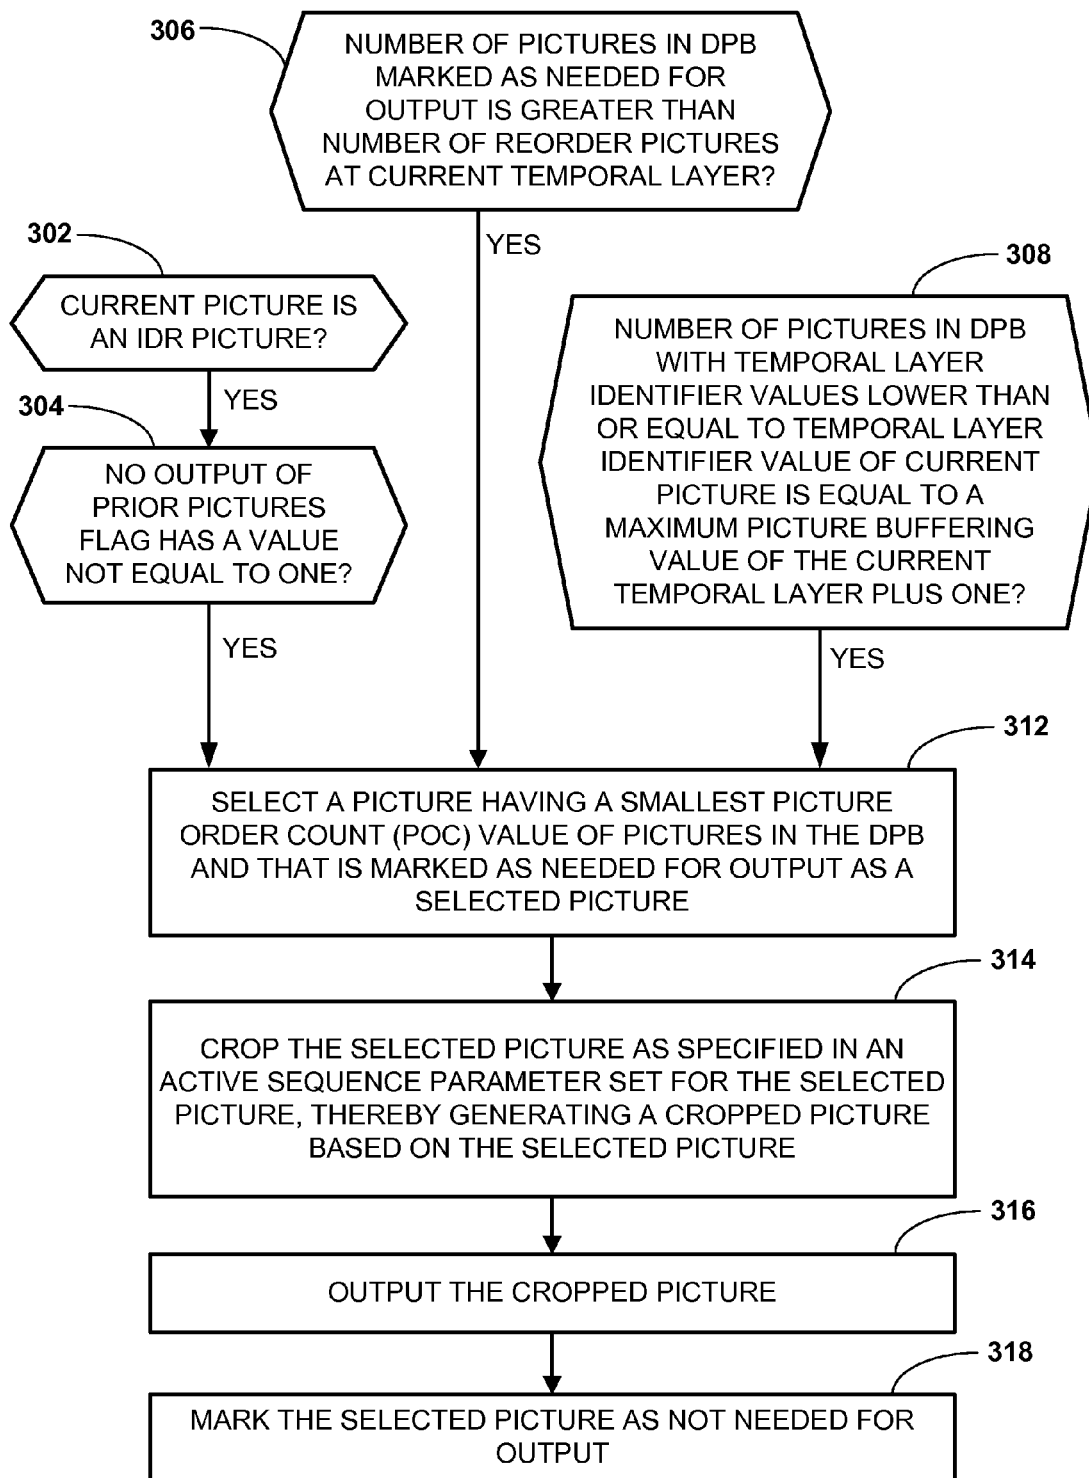 306
NUMBER OF PICTURES IN DPB
MARKED AS NEEDED FOR
OUTPUT IS GREATER THAN
NUMBER OF REORDER PICTURES
AT CURRENT TEMPORAL LAYER?
YES
302
CURRENT PICTURE IS
AN IDR PICTURE?
YES
304
NO OUTPUT OF
PRIOR PICTURES
FLAG HAS A VALUE
NOT EQUAL TO ONE?
YES
308
NUMBER OF PICTURES IN DPB
WITH TEMPORAL LAYER
IDENTIFIER VALUES LOWER THAN
OR EQUAL TO TEMPORAL LAYER
IDENTIFIER VALUE OF CURRENT
PICTURE IS EQUAL TO A
MAXIMUM PICTURE BUFFERING
VALUE OF THE CURRENT
TEMPORAL LAYER PLUS ONE?
YES
312
SELECT A PICTURE HAVING A SMALLEST PICTURE
ORDER COUNT (POC) VALUE OF PICTURES IN THE DPB
AND THAT IS MARKED AS NEEDED FOR OUTPUT AS A
SELECTED PICTURE
314
CROP THE SELECTED PICTURE AS SPECIFIED IN AN
ACTIVE SEQUENCE PARAMETER SET FOR THE SELECTED
PICTURE, THEREBY GENERATING A CROPPED PICTURE
BASED ON THE SELECTED PICTURE
316
OUTPUT THE CROPPED PICTURE
318
MARK THE SELECTED PICTURE AS NOT NEEDED FOR
OUTPUT